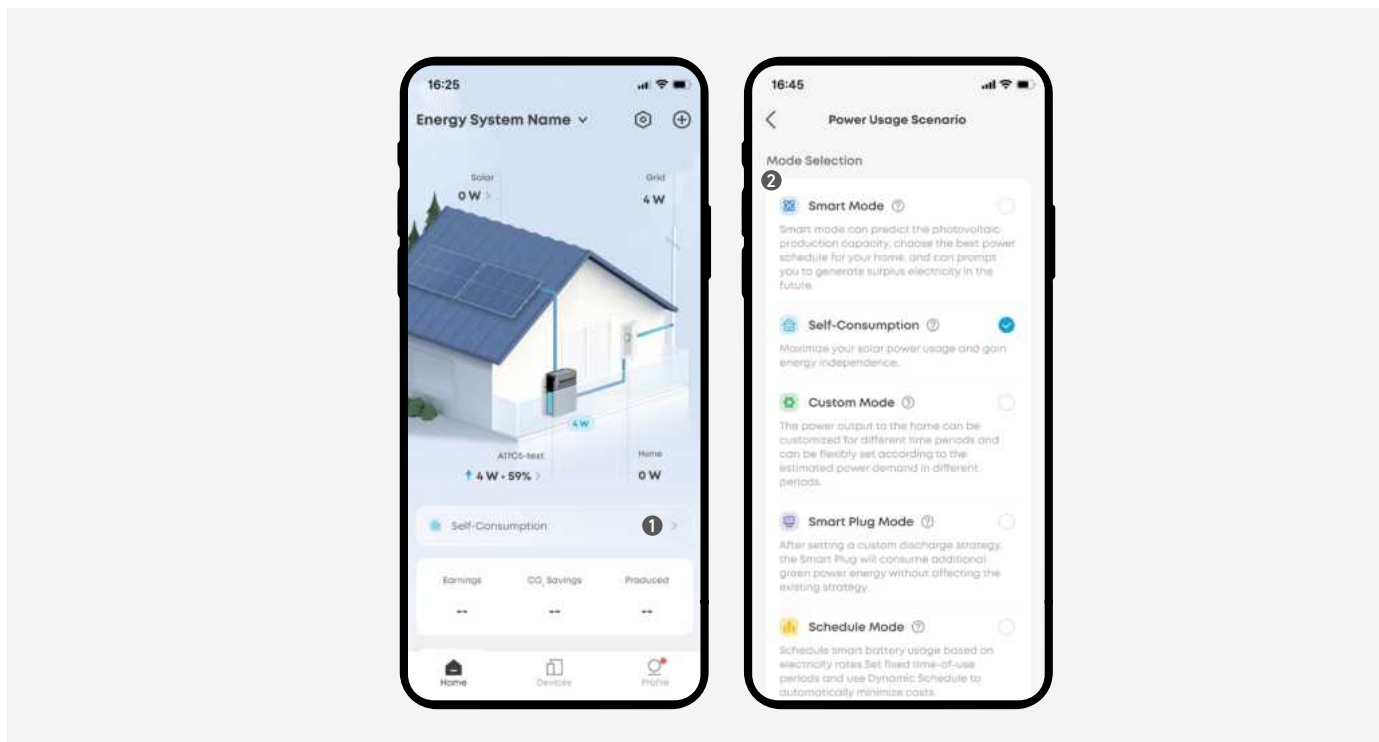 16:25
Energy System Name
Solar
0 W >
Grid
4 W
4 W
A17C5-test
4 W - 59% >
Home
0 W
Self-Consumption
1
>
Earnings
CO₂ Savings
Produced
--
--
--
Home
Devices
Profile
16:45
Power Usage Scenario
Mode Selection
2
Smart Mode ?
Smart mode can predict the photovoltaic
production capacity, choose the best power
schedule for your home, and can prompt
you to generate surplus electricity in the
future.
Self-Consumption ?
Maximize your solar power usage and gain
energy independence.
Custom Mode ?
The power output to the home can be
customized for different time periods and
can be flexibly set according to the
estimated power demand in different
periods.
Smart Plug Mode ?
After setting a custom discharge strategy,
the Smart Plug will consume additional
green power energy without affecting the
existing strategy.
Schedule Mode ?
Schedule smart battery usage based on
electricity rates.Set fixed time-of-use
periods and use Dynamic Schedule to
automatically minimize costs.